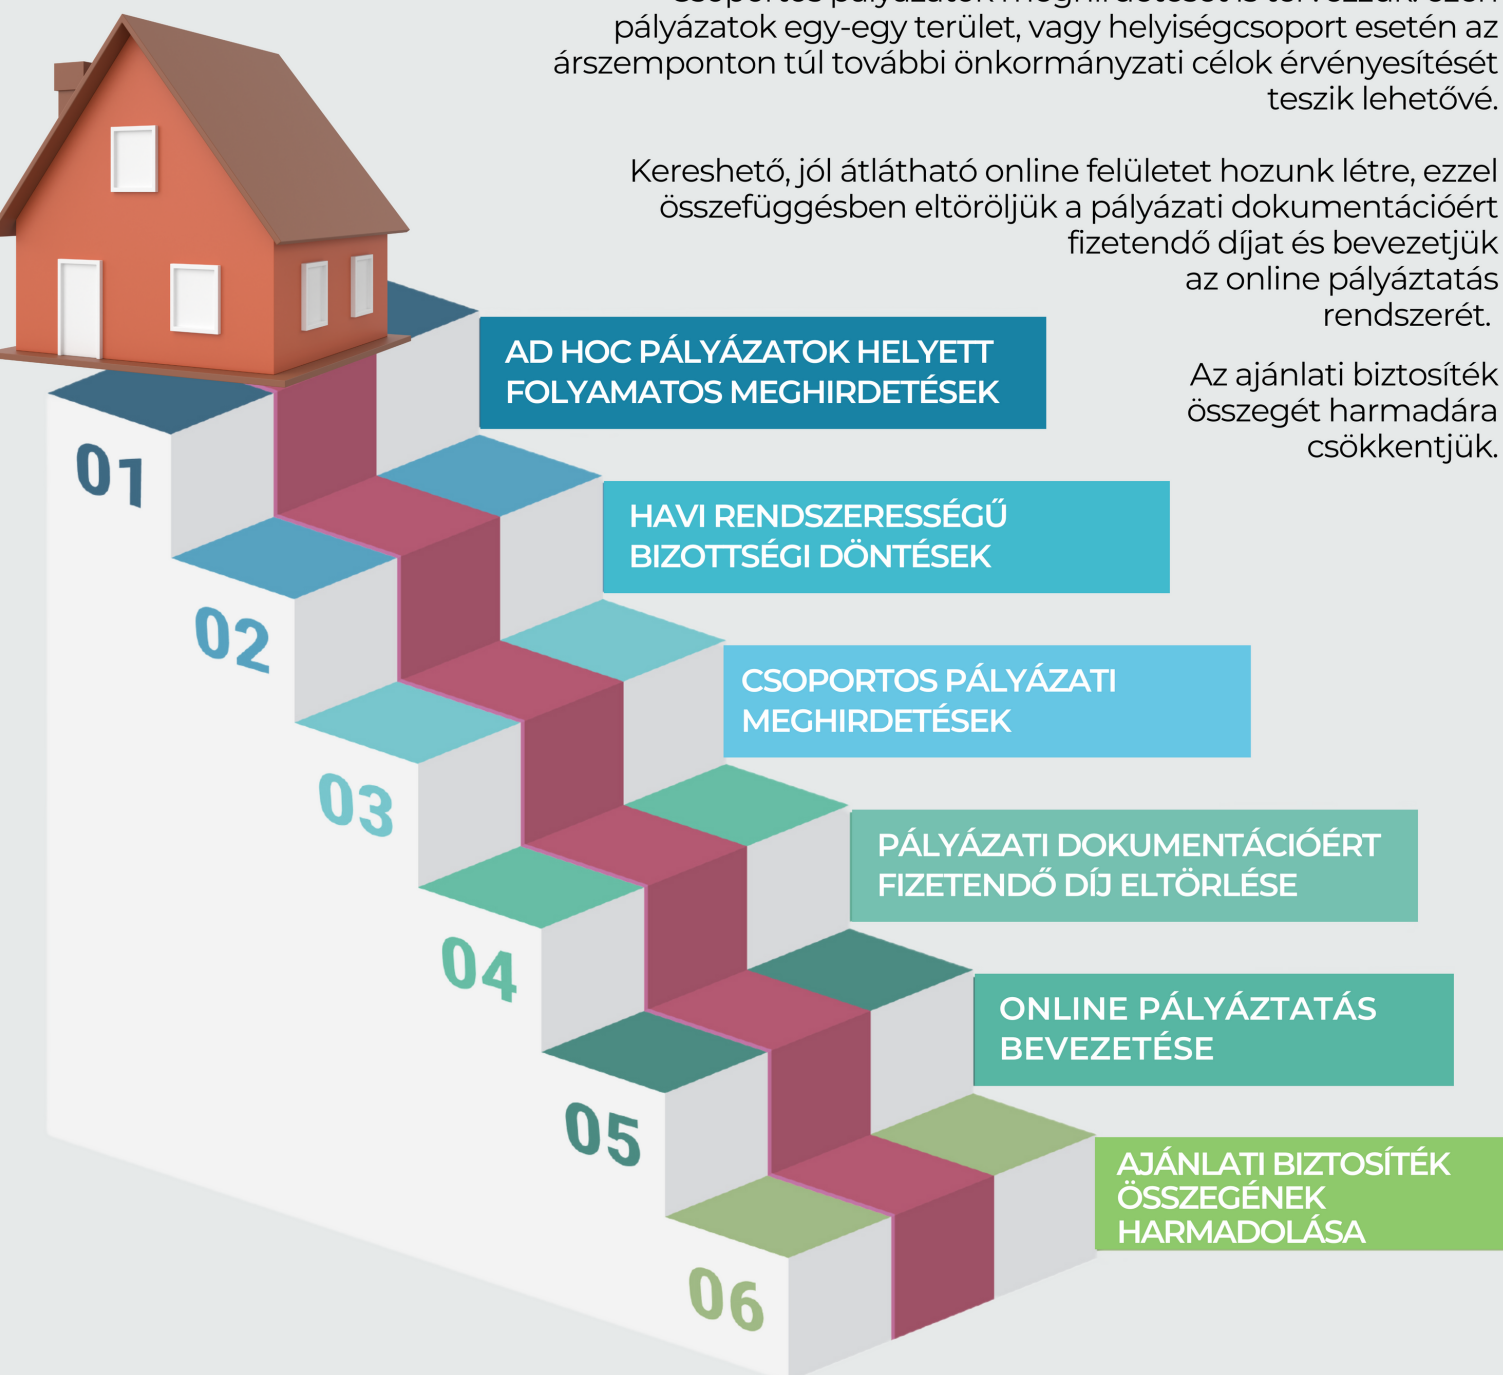 pályázatok egy-egy terület, vagy helyiségcsoport esetén az
árszemponton túl további önkormányzati célok érvényesítését
teszik lehetővé.
Kereshető, jól átlátható online felületet hozunk létre, ezzel
összefüggésben eltöröljük a pályázati dokumentációért
fizetendő díjat és bevezetjük
az online pályáztatás
rendszerét.
Az ajánlati biztosíték
összegét harmadára
csökkentjük.
01
AD HOC PÁLYÁZATOK HELYETT
FOLYAMATOS MEGHIRDETÉSEK
02
HAVI RENDSZERESSÉGŰ
BIZOTTSÉGI DÖNTÉSEK
03
CSOPORTOS PÁLYÁZATI
MEGHIRDETÉSEK
04
PÁLYÁZATI DOKUMENTÁCIÓÉRT
FIZETENDŐ DÍJ ELTÖRLÉSE
05
ONLINE PÁLYÁZTATÁS
BEVEZETÉSE
06
AJÁNLATI BIZTOSÍTÉK
ÖSSZEGÉNEK
HARMADOLÁSA